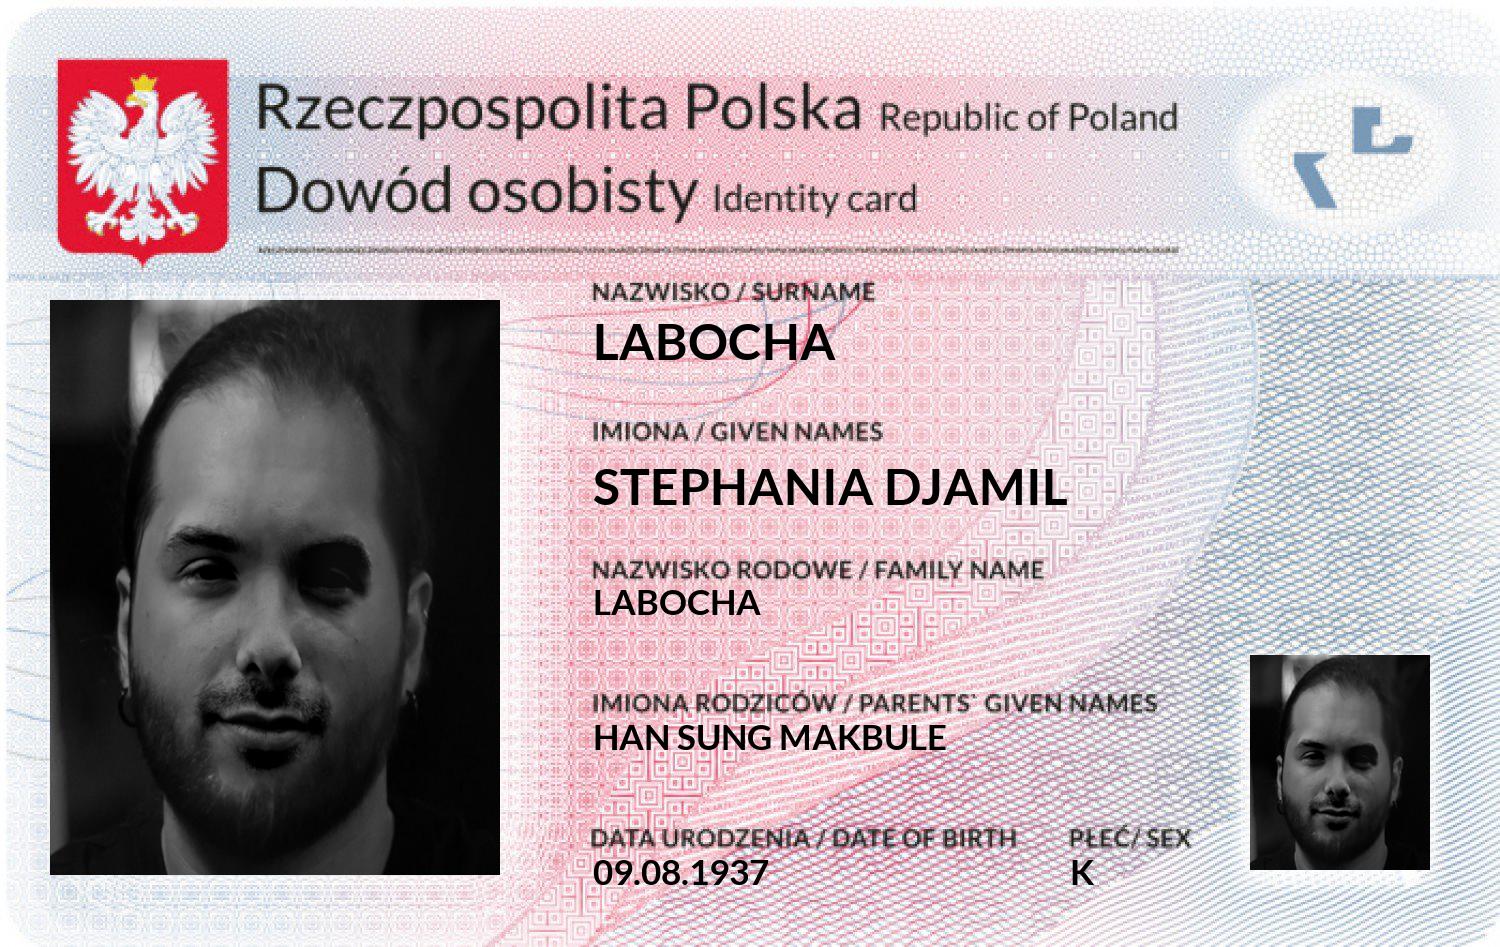 Rzeczpospolita Polska Republic of Poland
Dowód osobisty Identity card
NAZWISKO / SURNAME
LABOCHA
IMIONA / GIVEN NAMES
STEPHANIA DJAMIL
NAZWISKO RODOWE / FAMILY NAME
LABOCHA
IMIONA RODZICÓW / PARENTS` GIVEN NAMES
HAN SUNG MAKBULE
DATA URODZENIA / DATE OF BIRTH PŁEĆ/ SEX
09.08.1937 K